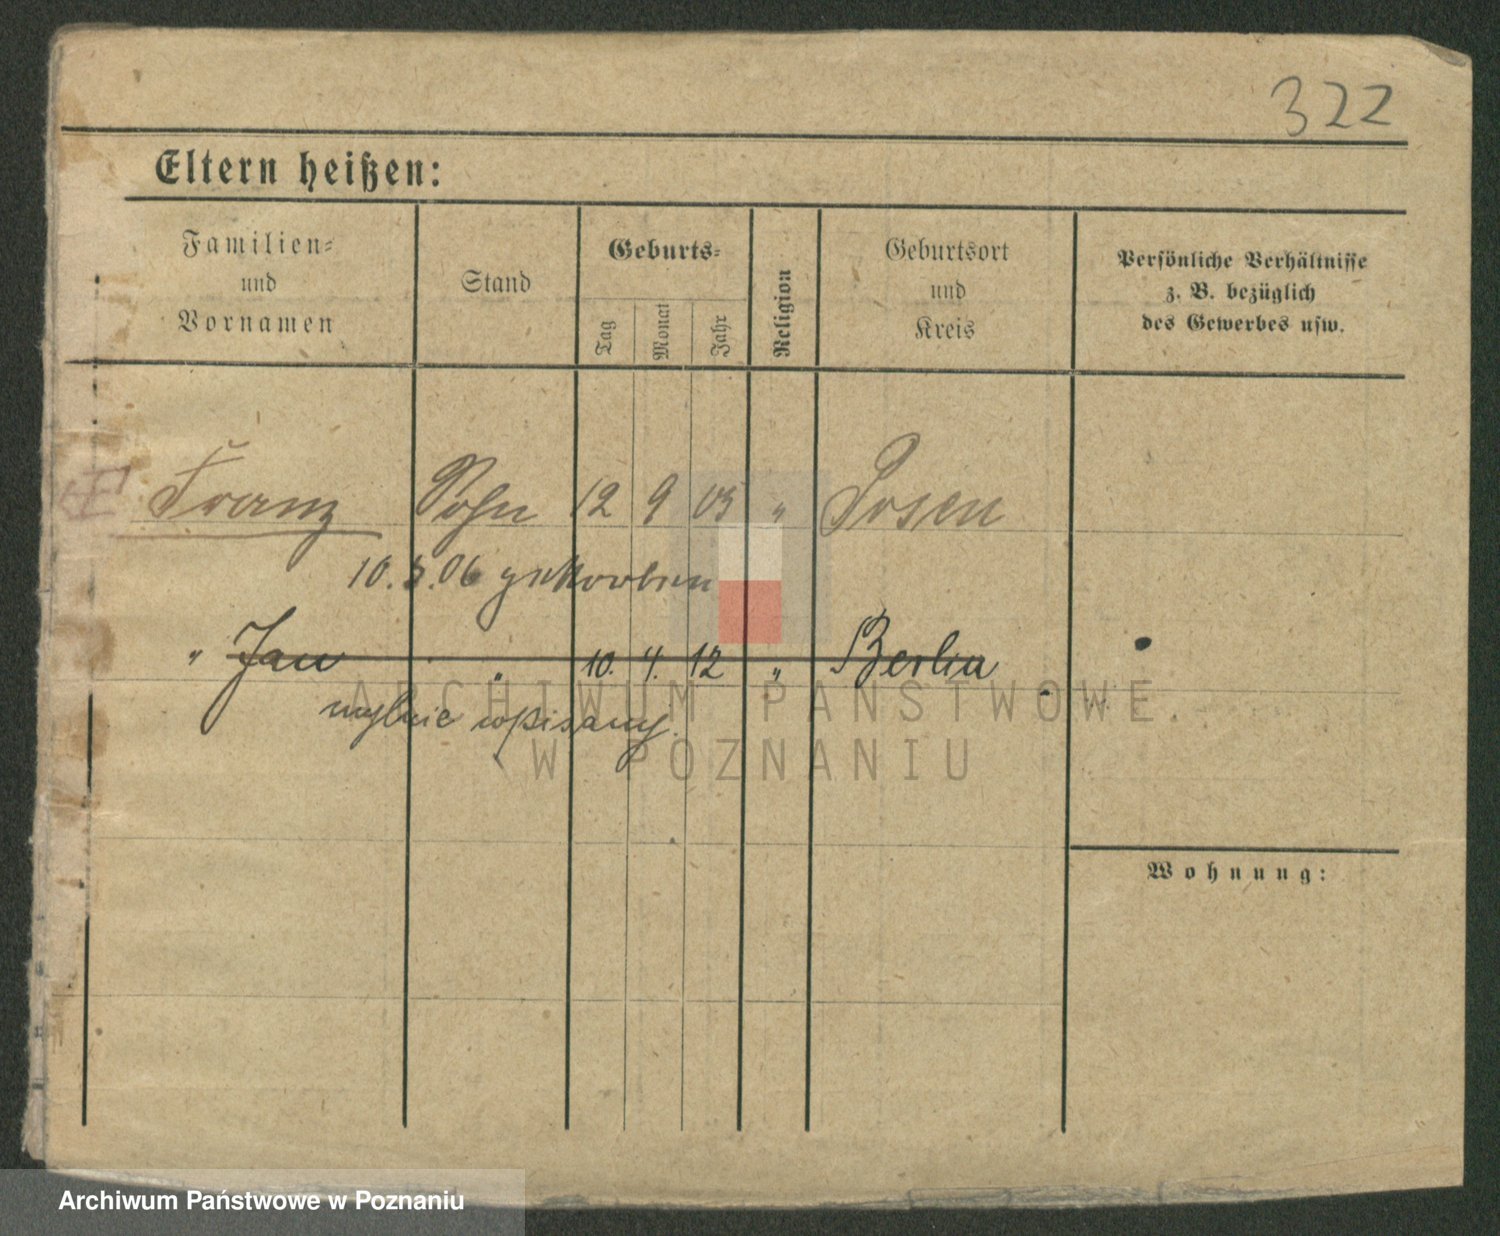 322
Eltern heißen:
Familien-
und
Vornamen
Stand
Geburts-
Tag
Monat
Jahr
Religion
Geburtsort
und
Kreis
Persönliche Verhältnisse
z. B. bezüglich
des Gewerbes usw.
Franz Sohn 12 9 05 " Posen
10.5.06 gestorben
" Jan " 10. 4. 12 " Berlin
mylnie wpisany.
ARCHIWUM PAŃSTWOWE
W POZNANIU
Wohnung:
Archiwum Państwowe w Poznaniu